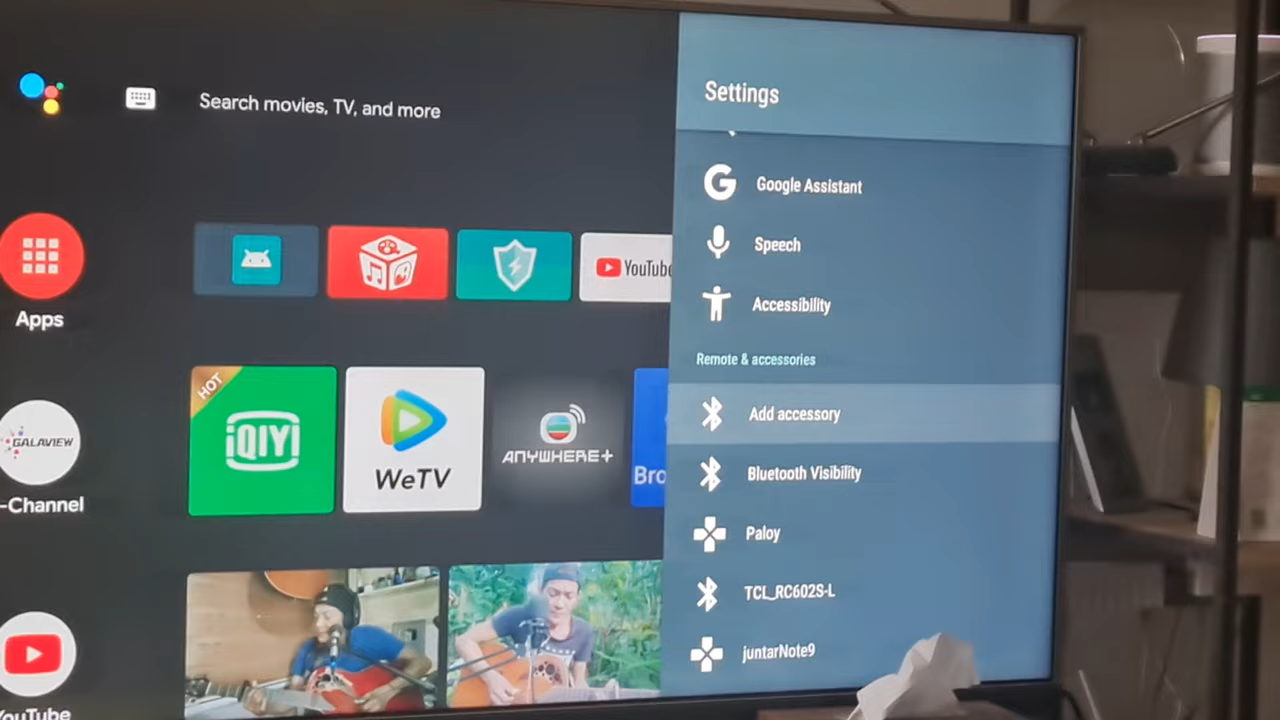 Search movies, TV, and more
Settings
Google Assistant
Speech
Accessibility
Remote & accessories
Add accessory
Bluetooth Visibility
Paloy
TCL_RC602S-L
juntarNote9
Apps
YouTube
HOT
iQIYI
WeTV
ANYWHERE+
Bro
GALAVIEW
-Channel
YouTube